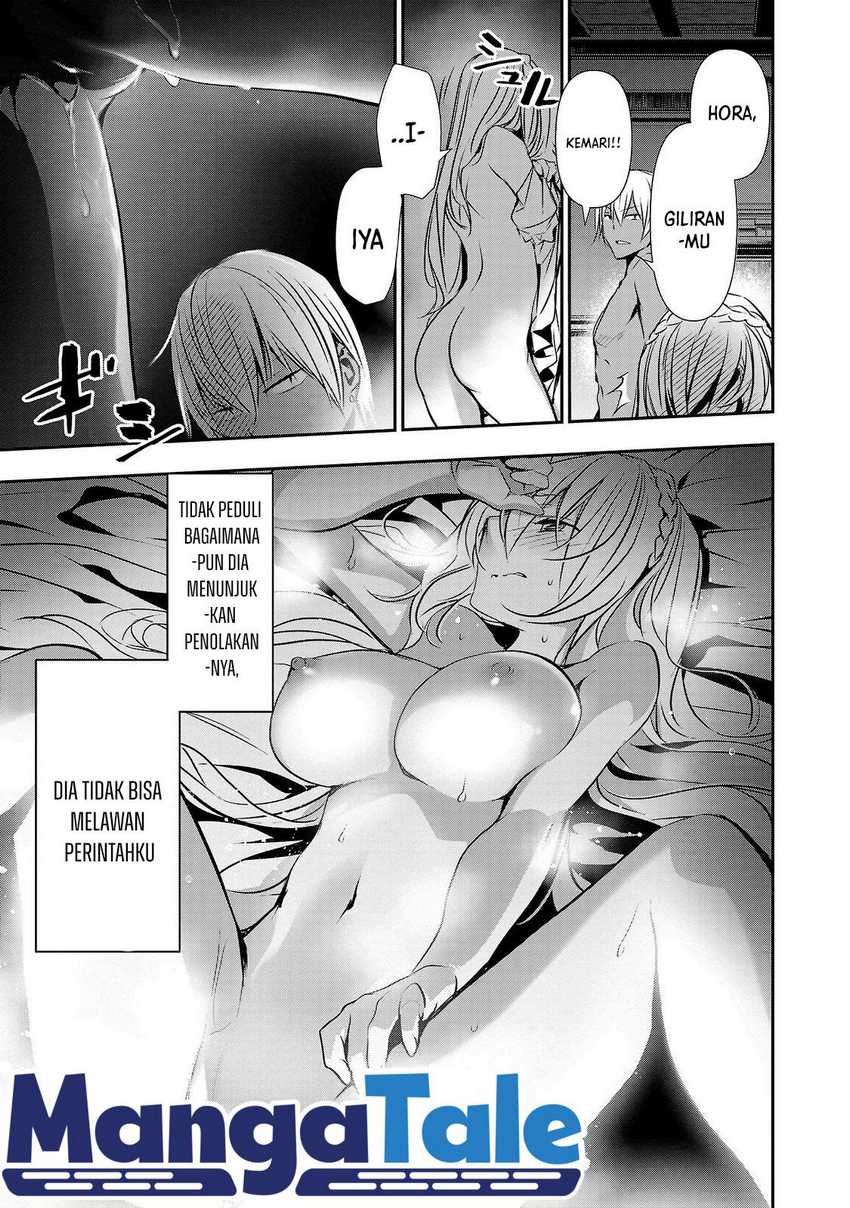 HORA,
GILIRAN
-MU
KEMARI!!
シュル
..I-
IYA
ギシ
TIDAK PEDULI
BAGAIMANA
-PUN DIA
MENUNJUK
-KAN
PENOLAKAN
-NYA,
DIA TIDAK BISA
MELAWAN
PERINTAHKU
MangaTale